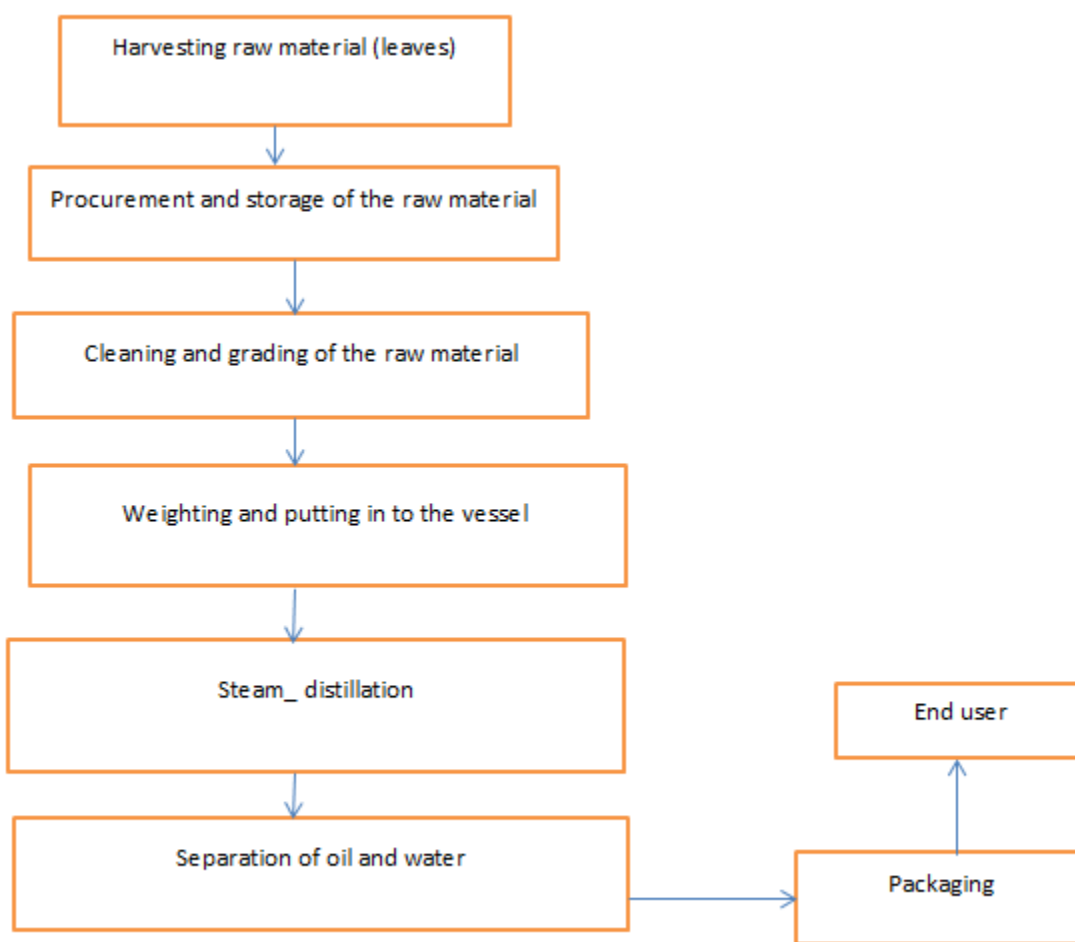 Harvesting raw material (leaves)
Procurement and storage of the raw material
Cleaning and grading of the raw material
Weighting and putting in to the vessel
Steam_ distillation
End user
Separation of oil and water
Packaging